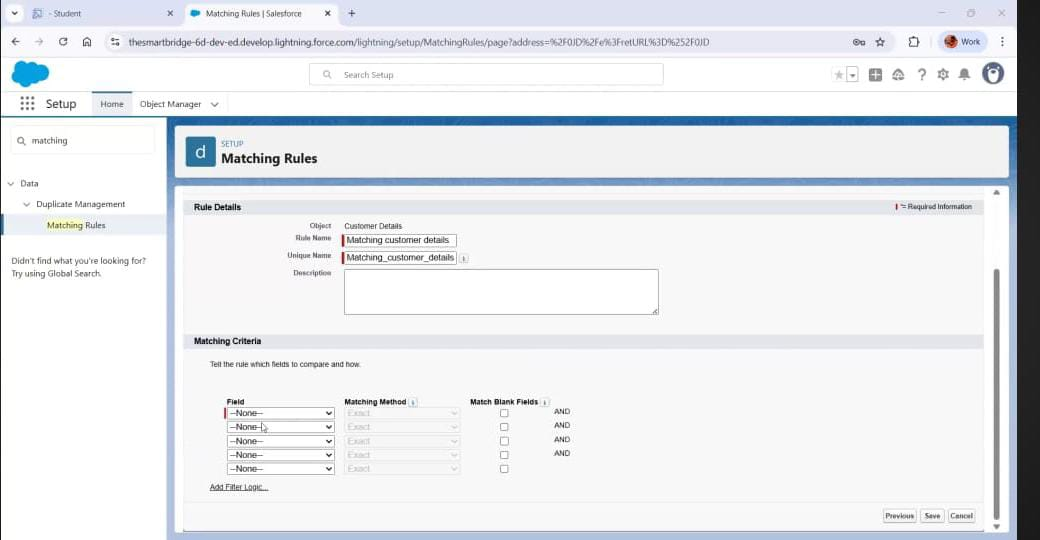 - Student
Matching Rules | Salesforce
thesmartbridge-6d-dev-ed.develop.lightning.force.com/lightning/setup/MatchingRules/page?address=%2F0JD%2Fe%3FretURL%3D%252F0JD
Work
Search Setup
Setup
Home
Object Manager
matching
SETUP
Matching Rules
Data
Duplicate Management
Matching Rules
Didn't find what you're looking for?
Try using Global Search.
Rule Details
= Required Information
Object Customer Details
Rule Name Matching customer details
Unique Name Matching_customer_details i
Description
Matching Criteria
Tell the rule which fields to compare and how.
Field Matching Method i Match Blank Fields i
--None-- Exact AND
--None-- Exact AND
--None-- Exact AND
--None-- Exact AND
--None-- Exact
Add Filter Logic...
Previous Save Cancel